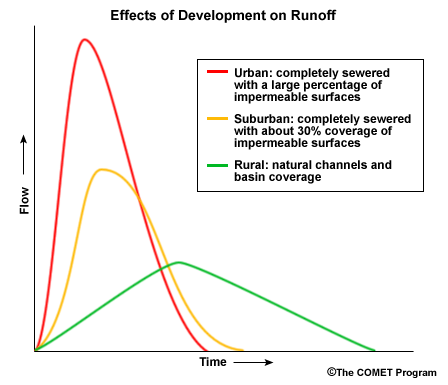 Effects of Development on Runoff
Urban: completely sewered
with a large percentage of
impermeable surfaces
Suburban: completely sewered
with about 30% coverage of
impermeable surfaces
Rural: natural channels and
basin coverage
Flow
Time
©The COMET Program